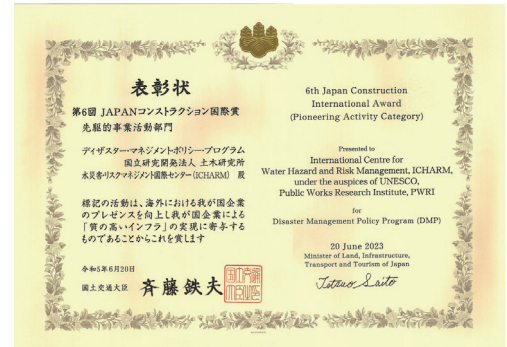 表彰状
第6回 JAPANコンストラクション国際賞
先駆的事業活動部門
ディザスター・マネジメントポリシー・プログラム
国立研究開発法人 土木研究所
水災害・リスクマネジメント国際センター(ICHARM) 殿
標記の活動は、海外における我が国企業
のプレゼンスを向上し我が国企業による
「質の高いインフラ」の実現に寄与する
ものであることからこれを賞します
令和5年6月20日
国土交通大臣 斉藤鉄夫
6th Japan Construction
International Award
(Pioneering Activity Category)
Presented to
International Centre for
Water Hazard and Risk Management, ICHARM,
under the auspices of UNESCO,
Public Works Research Institute, PWRI
for
Disaster Management Policy Program (DMP)
20 June 2023
Minister of Land, Infrastructure,
Transport and Tourism of Japan
Tetsuo Saito